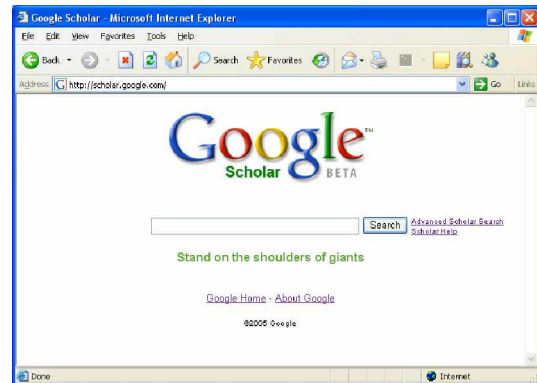 Google Scholar - Microsoft Internet Explorer
File Edit View Favorites Tools Help
Back Search Favorites
Address http://scholar.google.com/ Go Links
Google™
Scholar BETA
Search Advanced Scholar Search
Scholar Help
Stand on the shoulders of giants
Google Home - About Google
©2005 Google
Done Internet